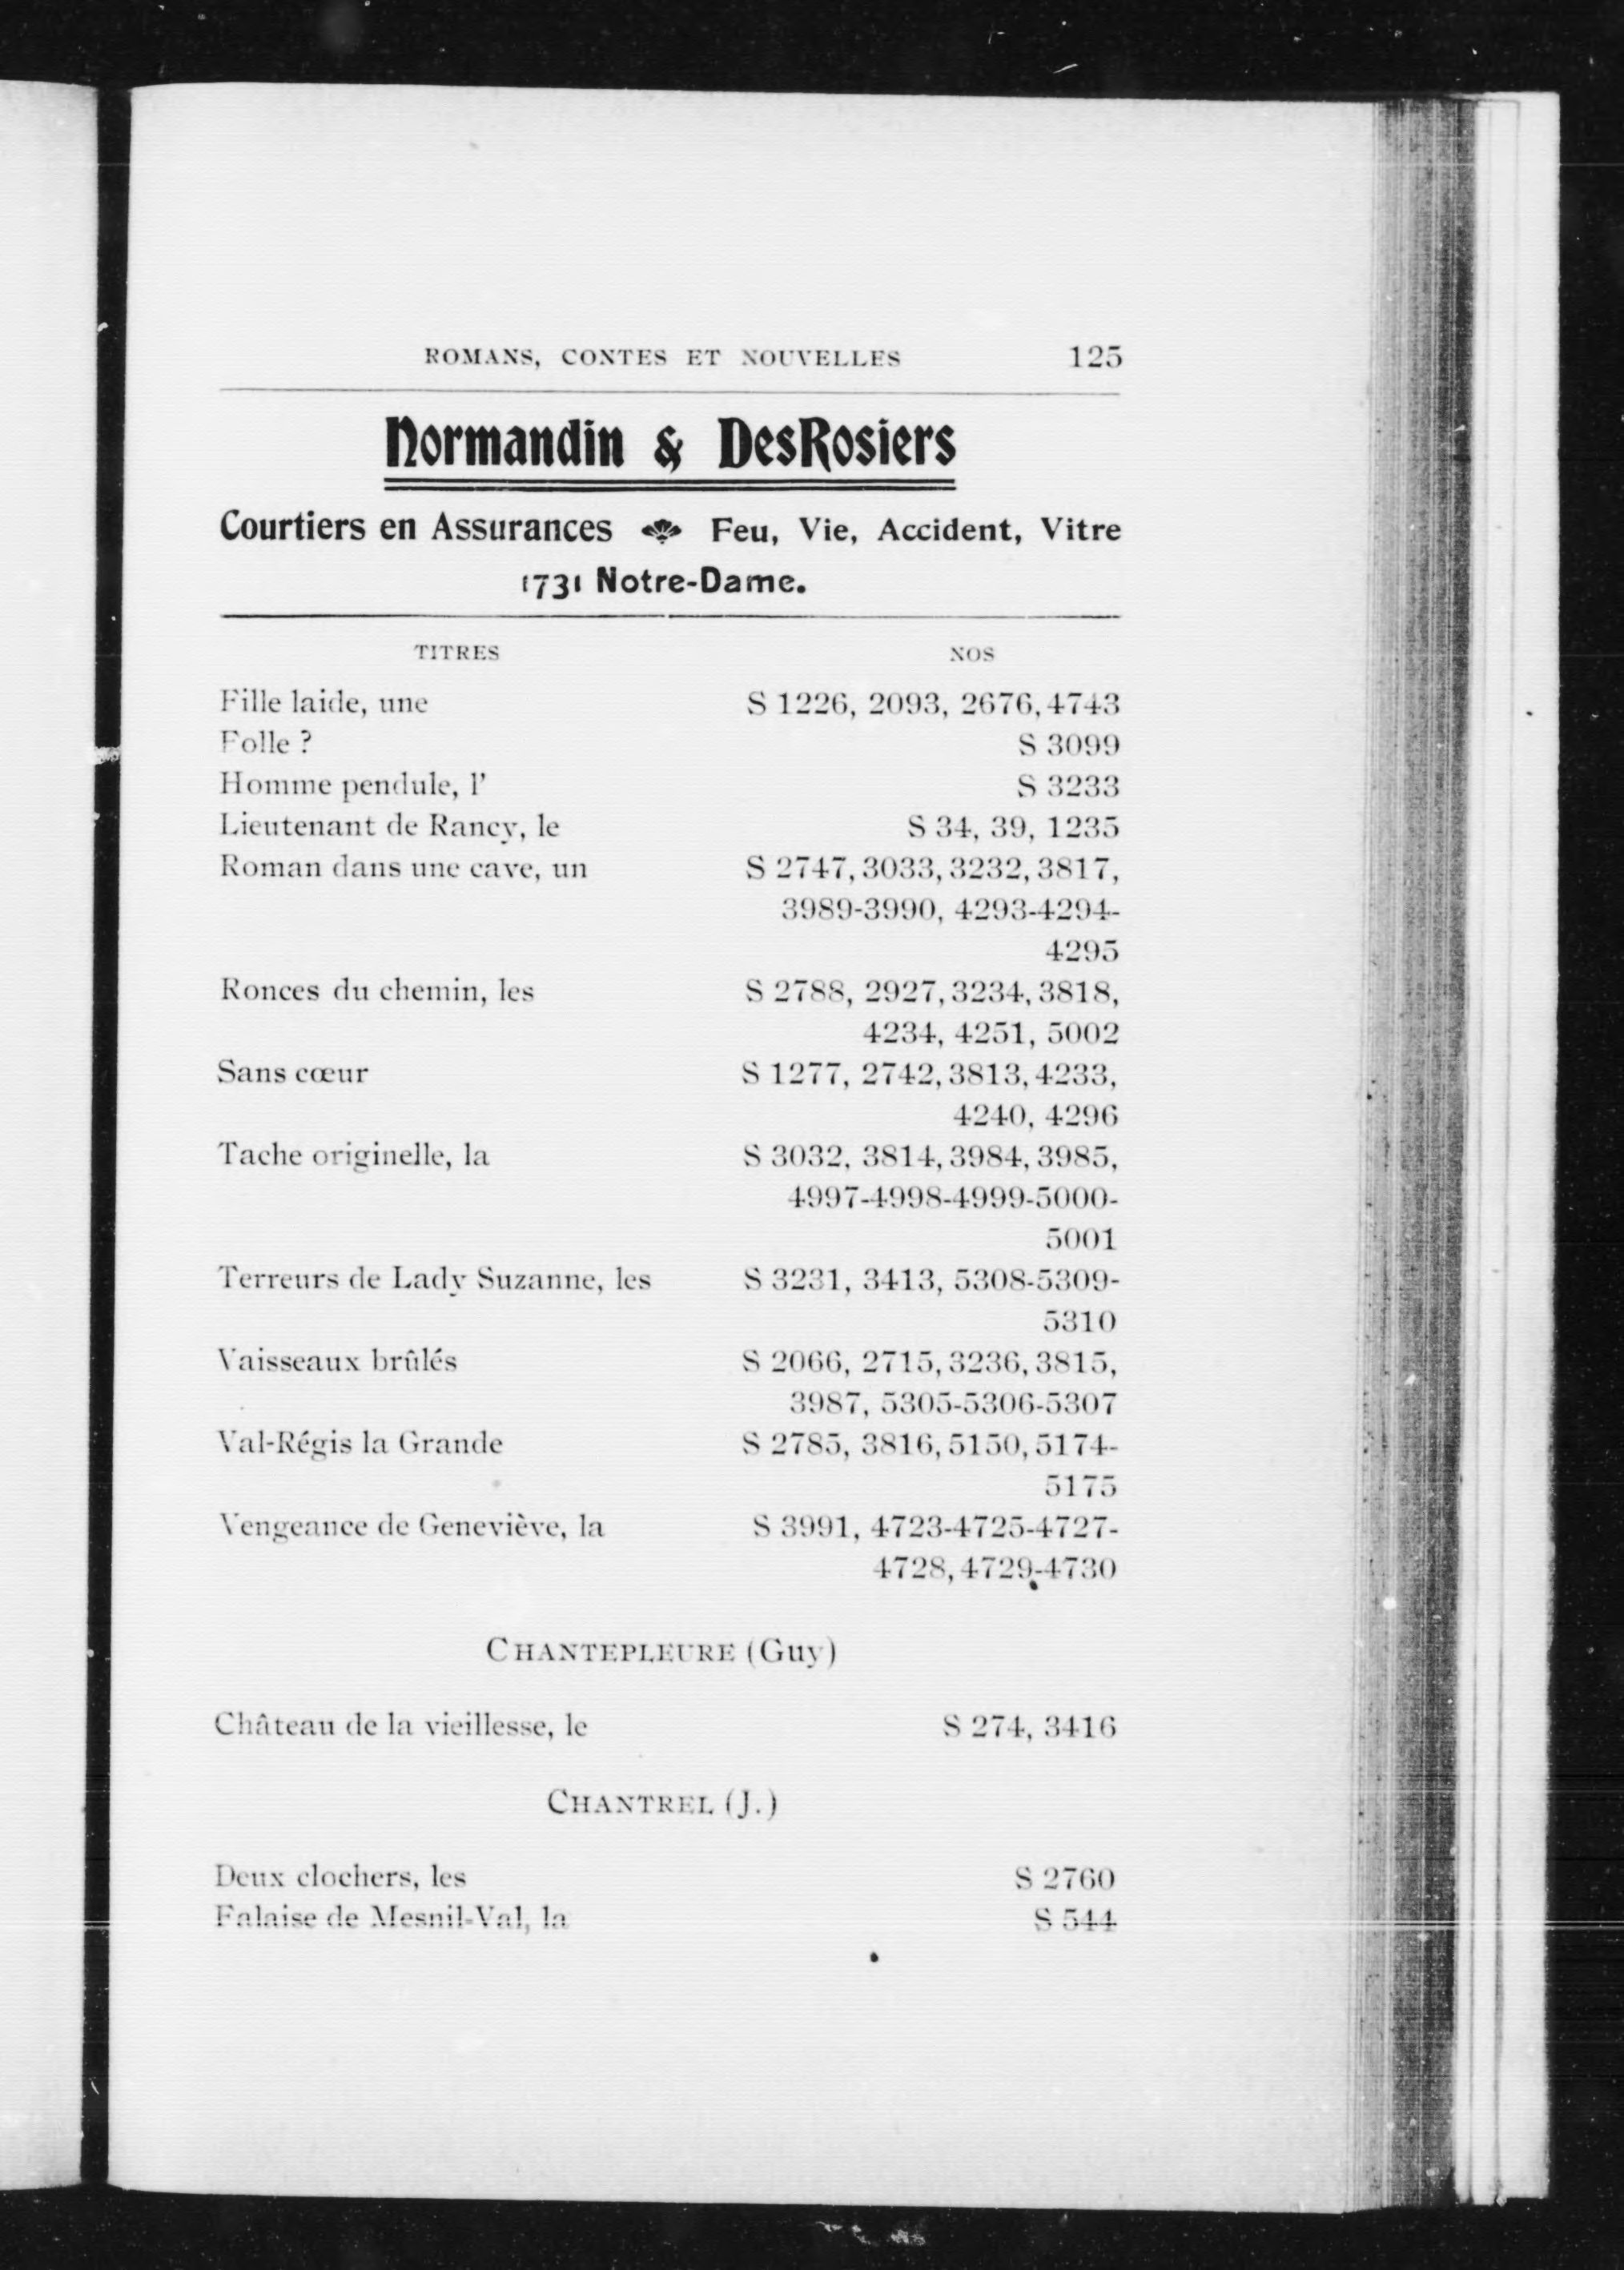 ROMANS, CONTES ET NOUVELLES 125
Normandin & DesRosiers
Courtiers en Assurances Feu, Vie, Accident, Vitre
1731 Notre-Dame.
TITRES NOS
Fille laide, une S 1226, 2093, 2676, 4743
Folle ? S 3099
Homme pendule, l' S 3233
Lieutenant de Rancy, le S 34, 39, 1235
Roman dans une cave, un S 2747, 3033, 3232, 3817,
3989-3990, 4293-4294-
4295
Ronces du chemin, les S 2788, 2927, 3234, 3818,
4234, 4251, 5002
Sans cœur S 1277, 2742, 3813, 4233,
4240, 4296
Tache originelle, la S 3032, 3814, 3984, 3985,
4997-4998-4999-5000-
5001
Terreurs de Lady Suzanne, les S 3231, 3413, 5308-5309-
5310
Vaisseaux brûlés S 2066, 2715, 3236, 3815,
3987, 5305-5306-5307
Val-Régis la Grande S 2785, 3816, 5150, 5174-
5175
Vengeance de Geneviève, la S 3991, 4723-4725-4727-
4728, 4729-4730
CHANTEPLEURE (Guy)
Château de la vieillesse, le S 274, 3416
CHANTREL (J.)
Deux clochers, les S 2760
Falaise de Mesnil-Val, la S 544